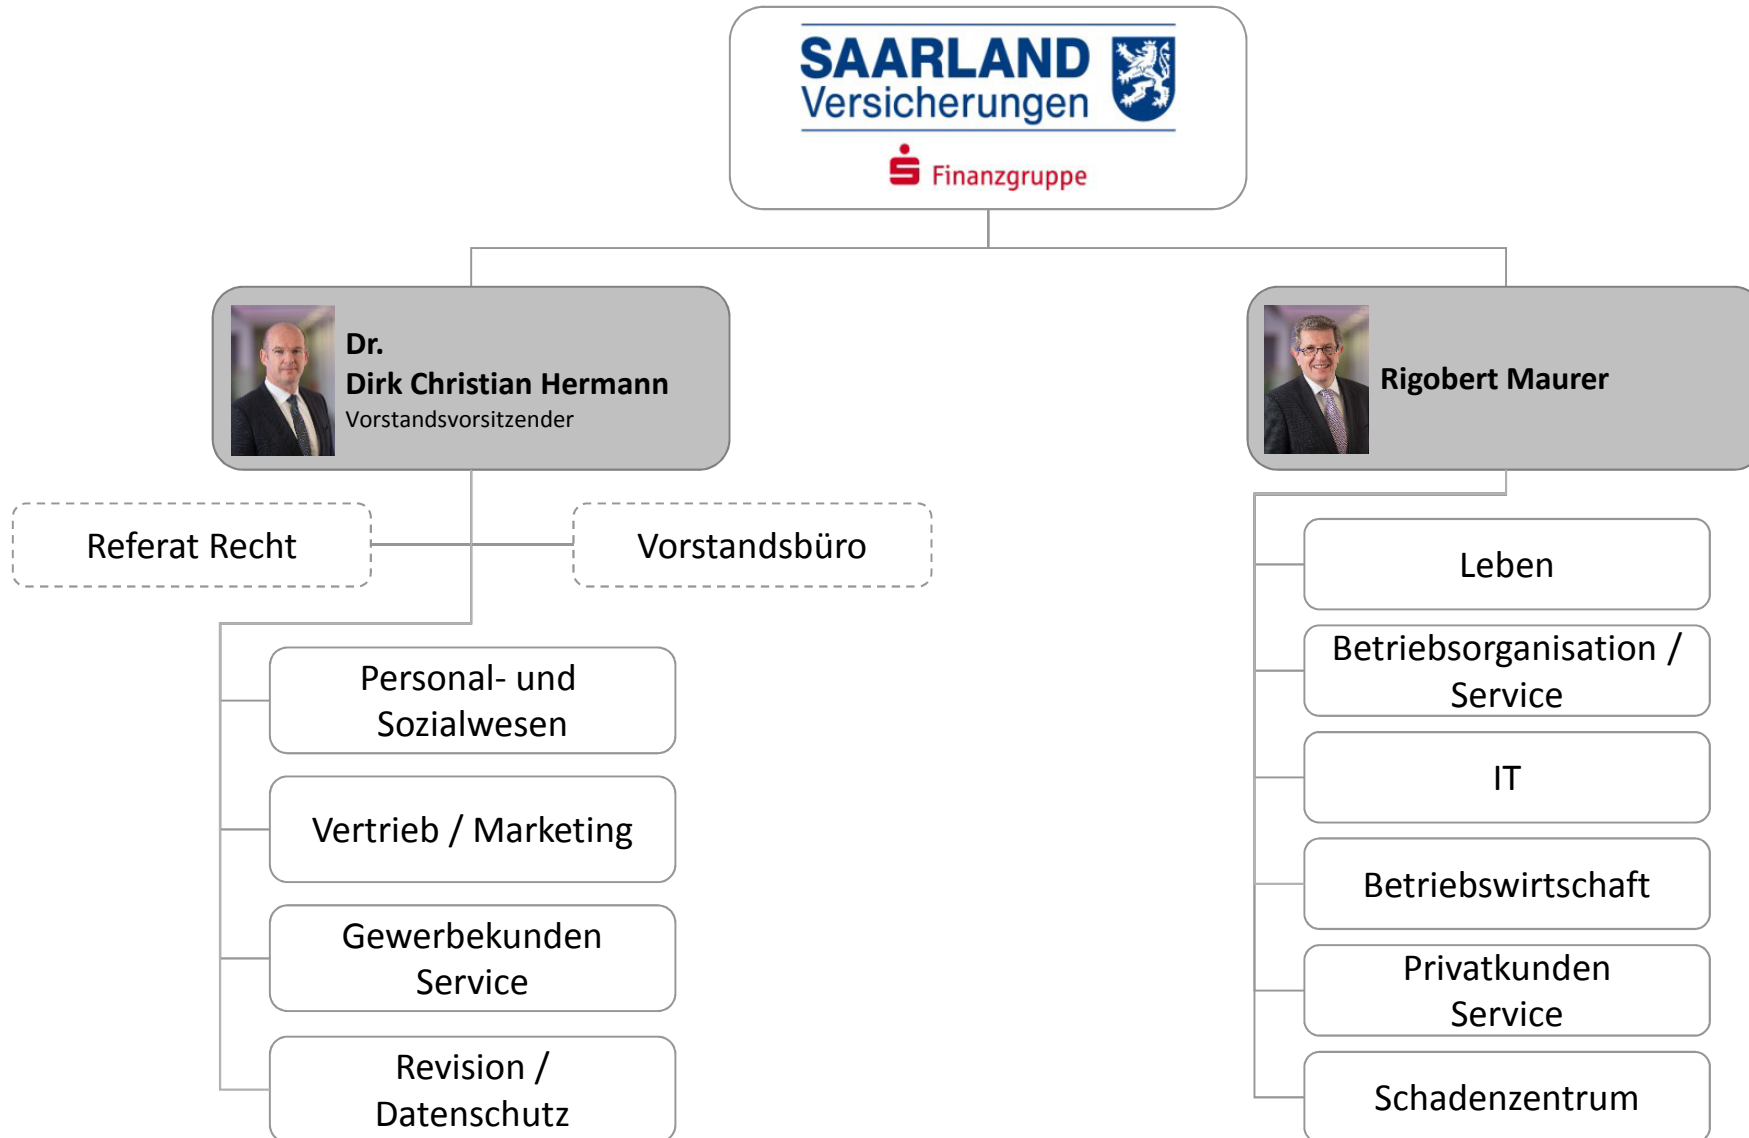 SAARLAND
Versicherungen
Finanzgruppe
Dr.
Dirk Christian Hermann
Vorstandsvorsitzender
Rigobert Maurer
Referat Recht
Vorstandsbüro
Personal- und
Sozialwesen
Vertrieb / Marketing
Gewerbekunden
Service
Revision /
Datenschutz
Leben
Betriebsorganisation /
Service
IT
Betriebswirtschaft
Privatkunden
Service
Schadenzentrum